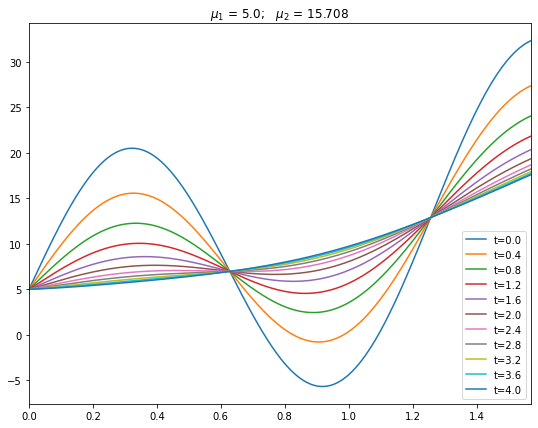 μ₁ = 5.0; μ₂ = 15.708
30
25
20
15
10
5
0
−5
0.0 0.2 0.4 0.6 0.8 1.0 1.2 1.4
t=0.0
t=0.4
t=0.8
t=1.2
t=1.6
t=2.0
t=2.4
t=2.8
t=3.2
t=3.6
t=4.0